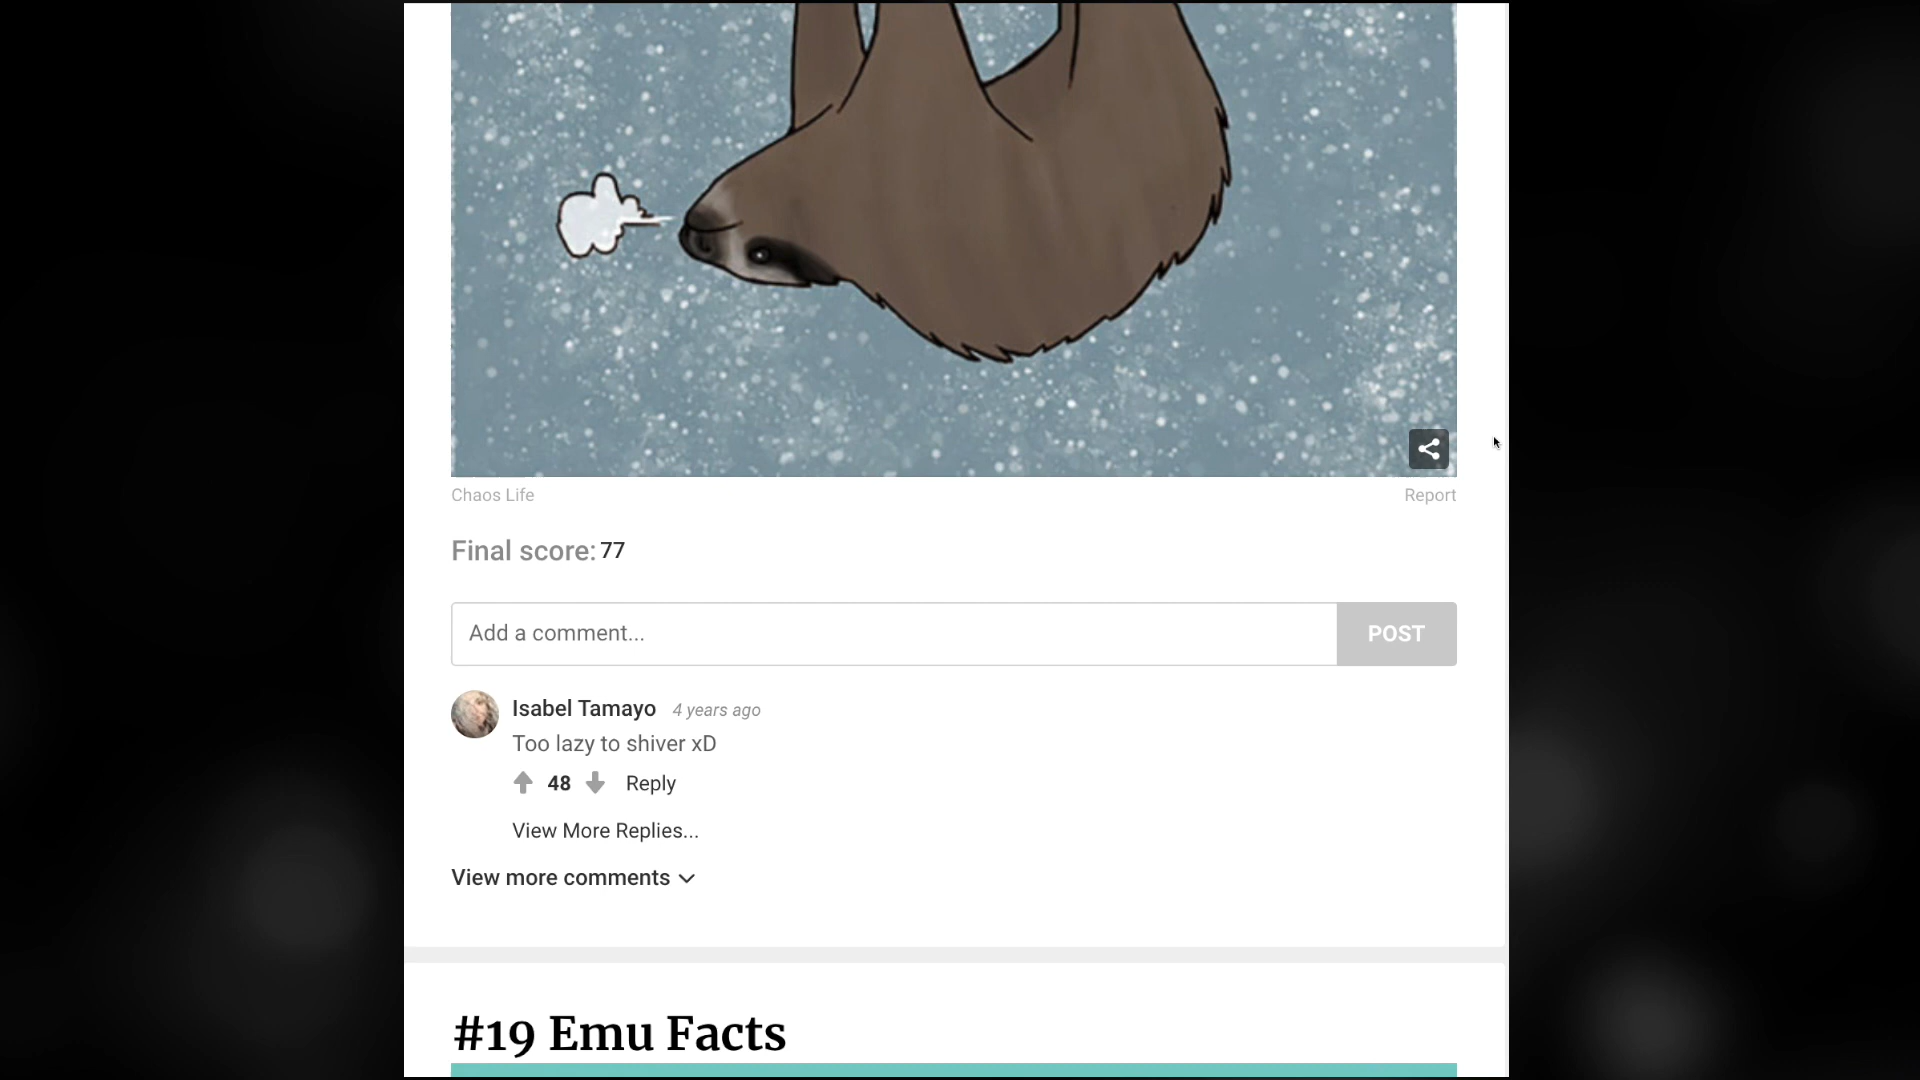 Chaos Life
Report
Final score: 77
Add a comment...
POST
Isabel Tamayo 4 years ago
Too lazy to shiver xD
48 Reply
View More Replies...
View more comments
#19 Emu Facts